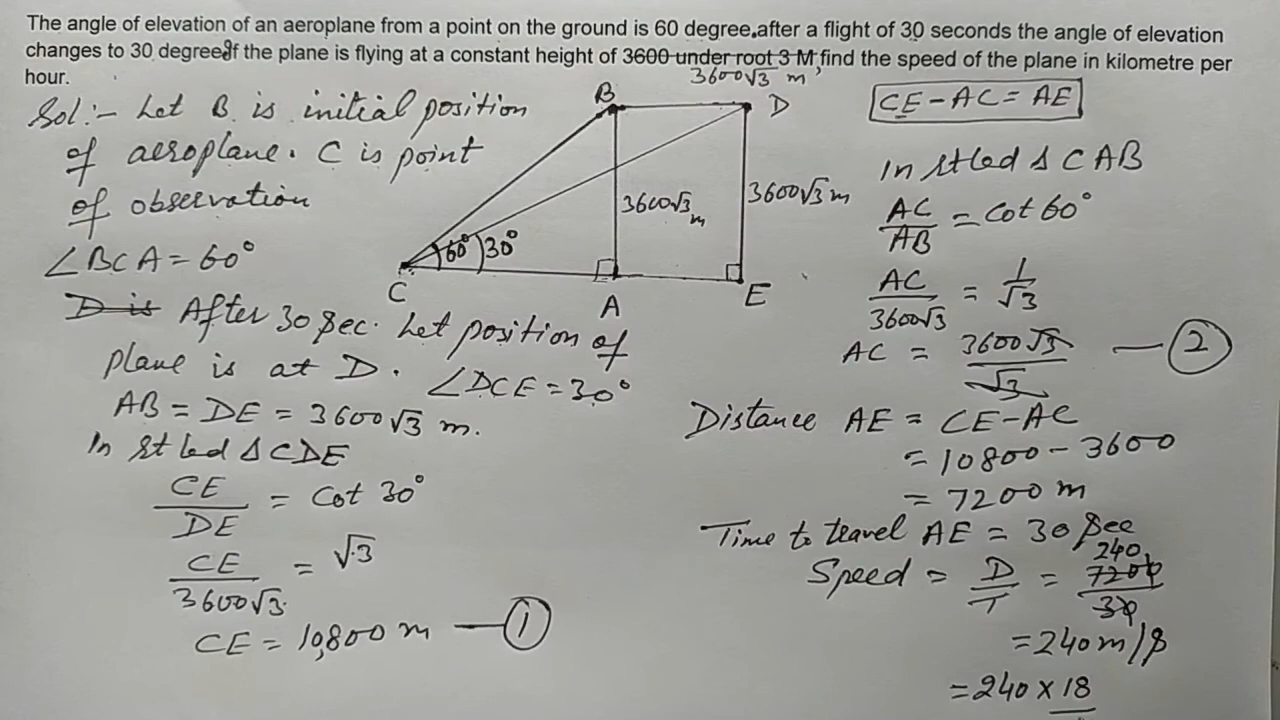 The angle of elevation of an aeroplane from a point on the ground is 60 degree.after a flight of 30 seconds the angle of elevation
changes to 30 degree.If the plane is flying at a constant height of 3600 under root 3 M find the speed of the plane in kilometre per
hour.
3600√3 m,
Sol:- Let B is initial position
of aeroplane. C is point
of observation
∠BCA = 60°
D is After 30 sec. Let position of
plane is at D. ∠DCE = 30°
AB = DE = 3600√3 m.
In rt led Δ CDE
CE/DE = Cot 30°
CE/3600√3 = √3
CE = 10,800 m — ①
B
D
3600√3 m
3600√3 m
60°
30°
C
A
E
CE - AC = AE
In rt led Δ CAB
AC/AB = Cot 60°
AC/3600√3 = 1/√3
AC = 3600√3/√3 — ②
Distance AE = CE - AC
= 10800 - 3600
= 7200 m
Time to travel AE = 30 sec
240
Speed = D/T = 7200/30
= 240 m/s
= 240 × 18